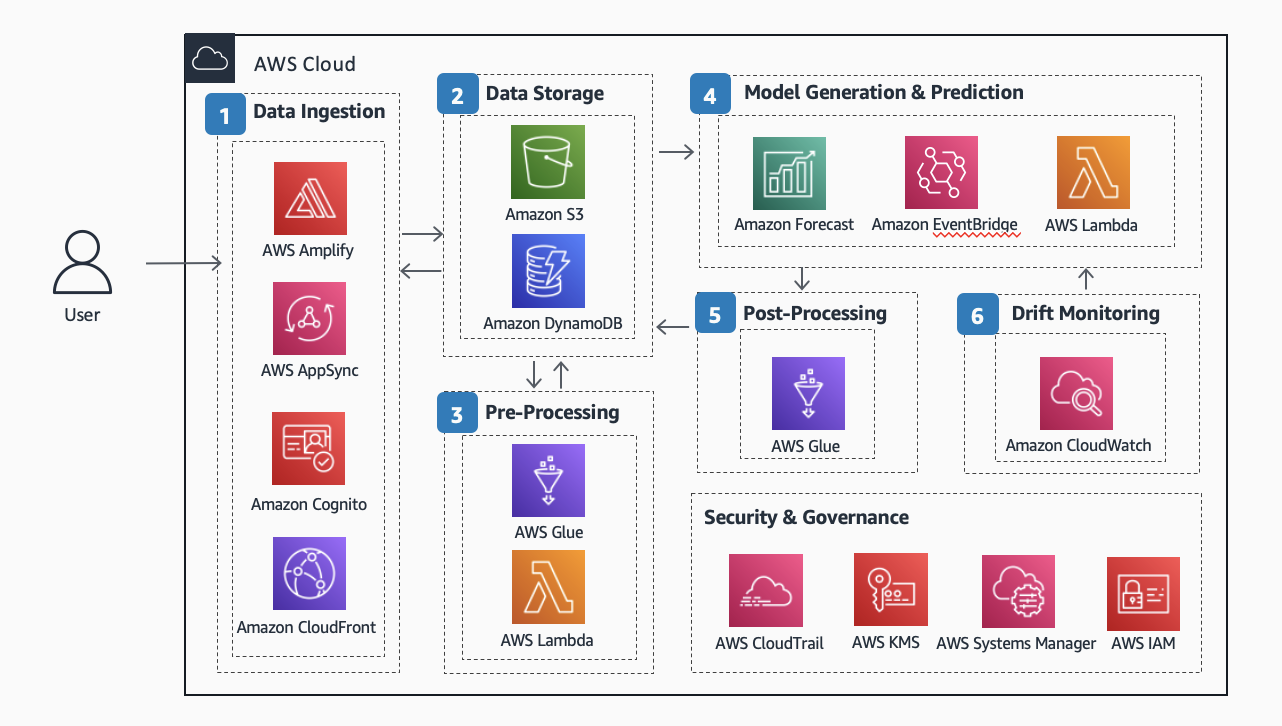 AWS Cloud
User
1
Data Ingestion
AWS Amplify
AWS AppSync
Amazon Cognito
Amazon CloudFront
2
Data Storage
Amazon S3
Amazon DynamoDB
3
Pre-Processing
AWS Glue
AWS Lambda
4
Model Generation & Prediction
Amazon Forecast
Amazon EventBridge
AWS Lambda
5
Post-Processing
AWS Glue
6
Drift Monitoring
Amazon CloudWatch
Security & Governance
AWS CloudTrail
AWS KMS
AWS Systems Manager
AWS IAM